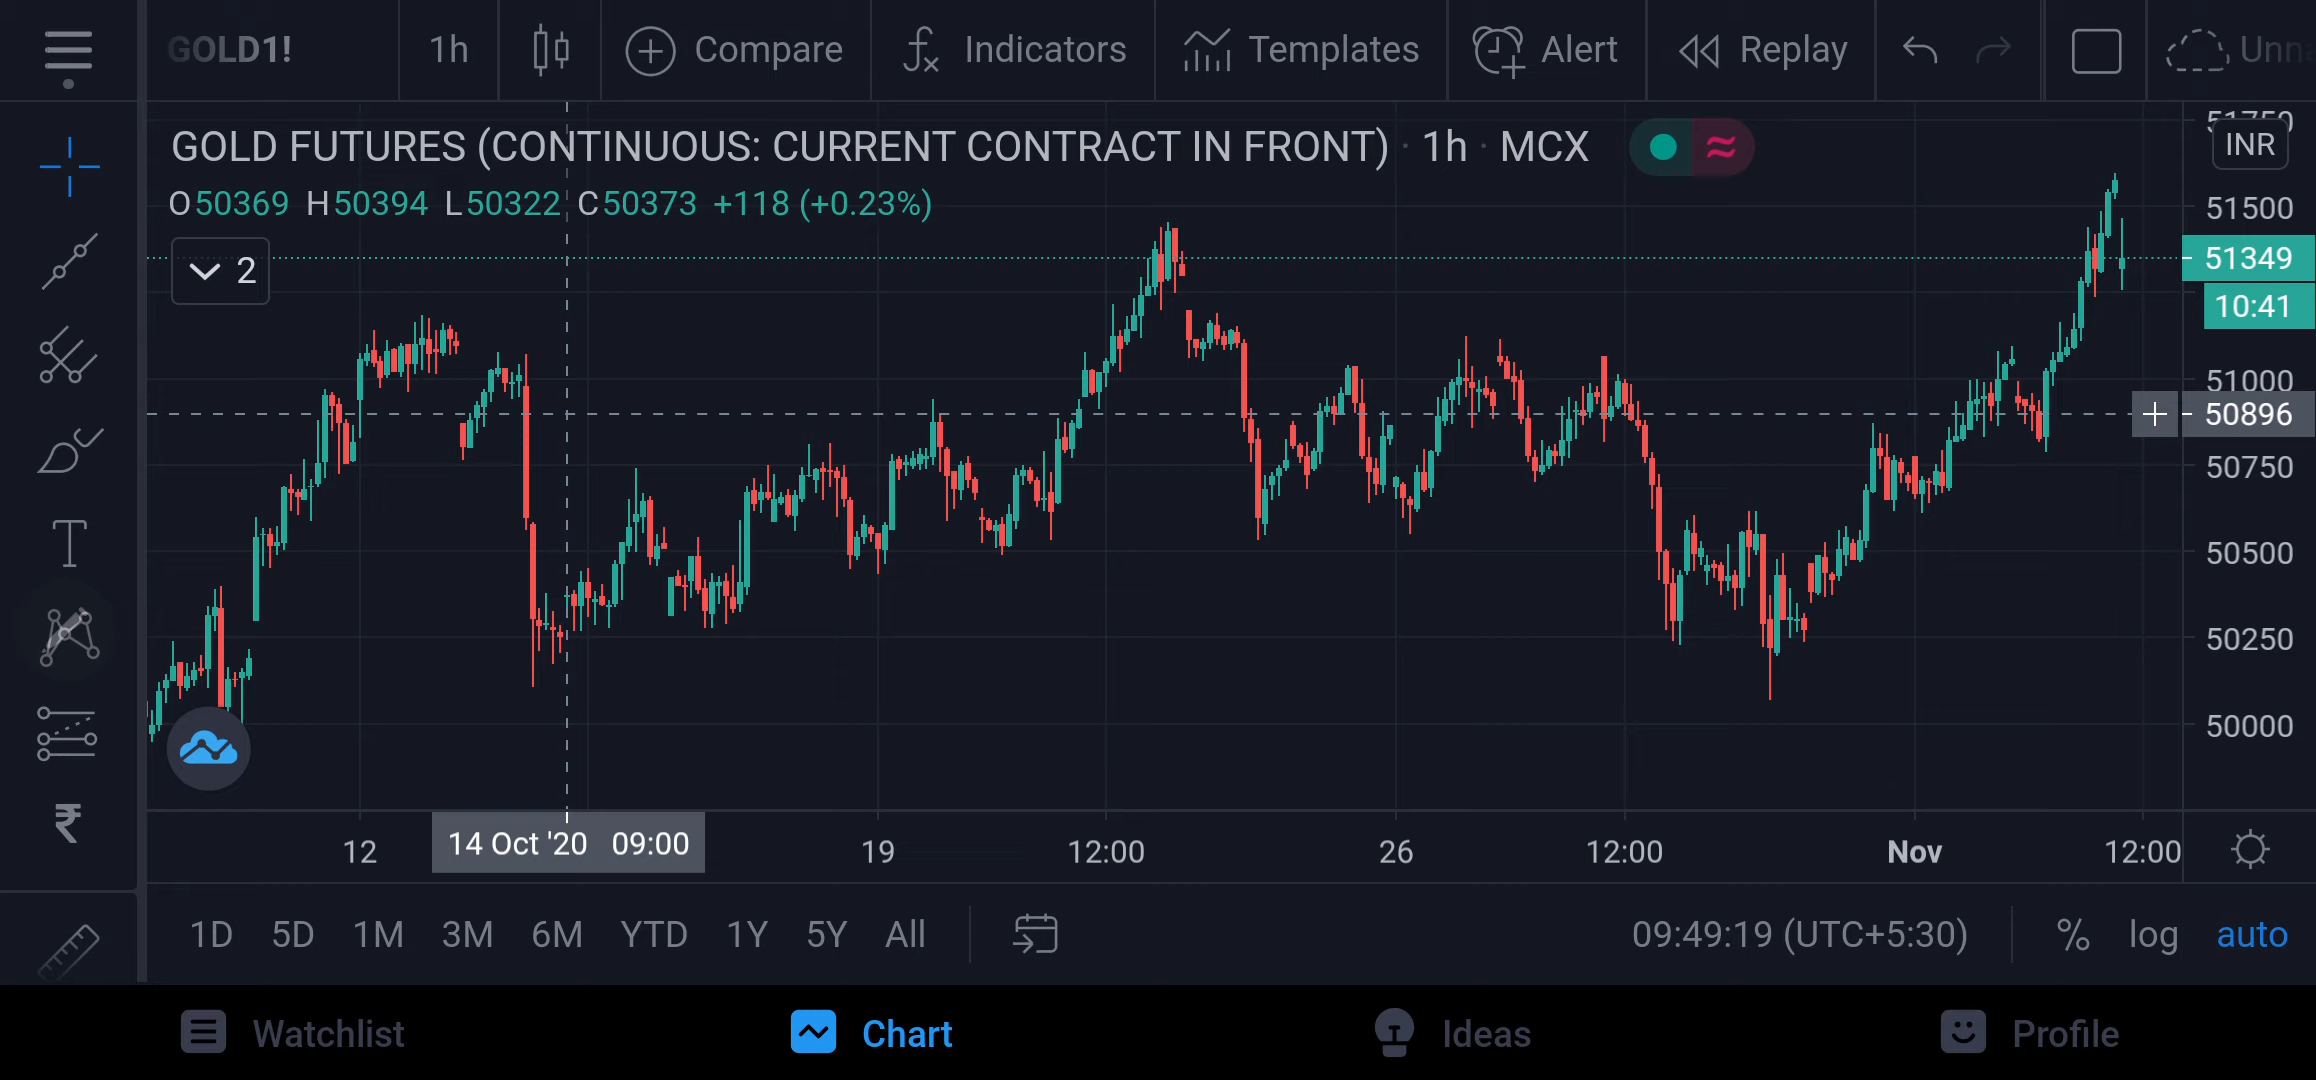 GOLD1!
1h
Compare
Indicators
Templates
Alert
Replay
GOLD FUTURES (CONTINUOUS: CURRENT CONTRACT IN FRONT) · 1h · MCX
O50369 H50394 L50322 C50373 +118 (+0.23%)
2
51750
INR
51500
51349
10:41
51000
50896
50750
50500
50250
50000
12
14 Oct '20 09:00
19
12:00
26
12:00
Nov
12:00
1D 5D 1M 3M 6M YTD 1Y 5Y All
09:49:19 (UTC+5:30)
% log auto
Watchlist
Chart
Ideas
Profile